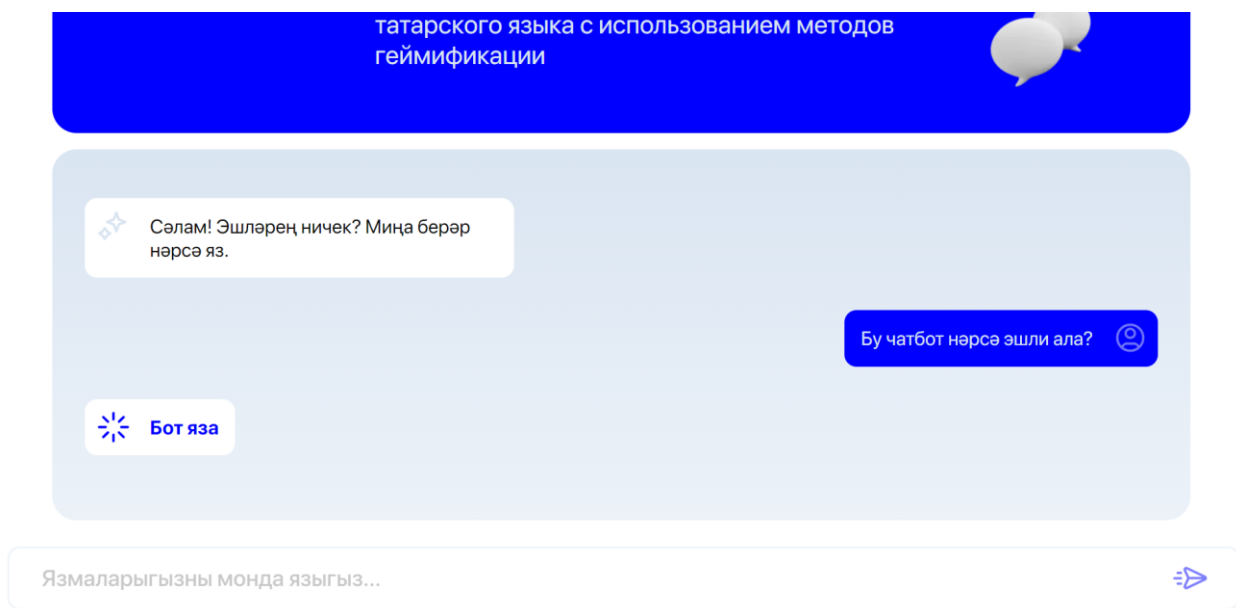 татарского языка с использованием методов
геймификации
Сәлам! Эшләрең ничек? Миңа берәр
нәрсә яз.
Бу чатбот нәрсә эшли ала?
Бот яза
Язмаларыгызны монда языгыз...